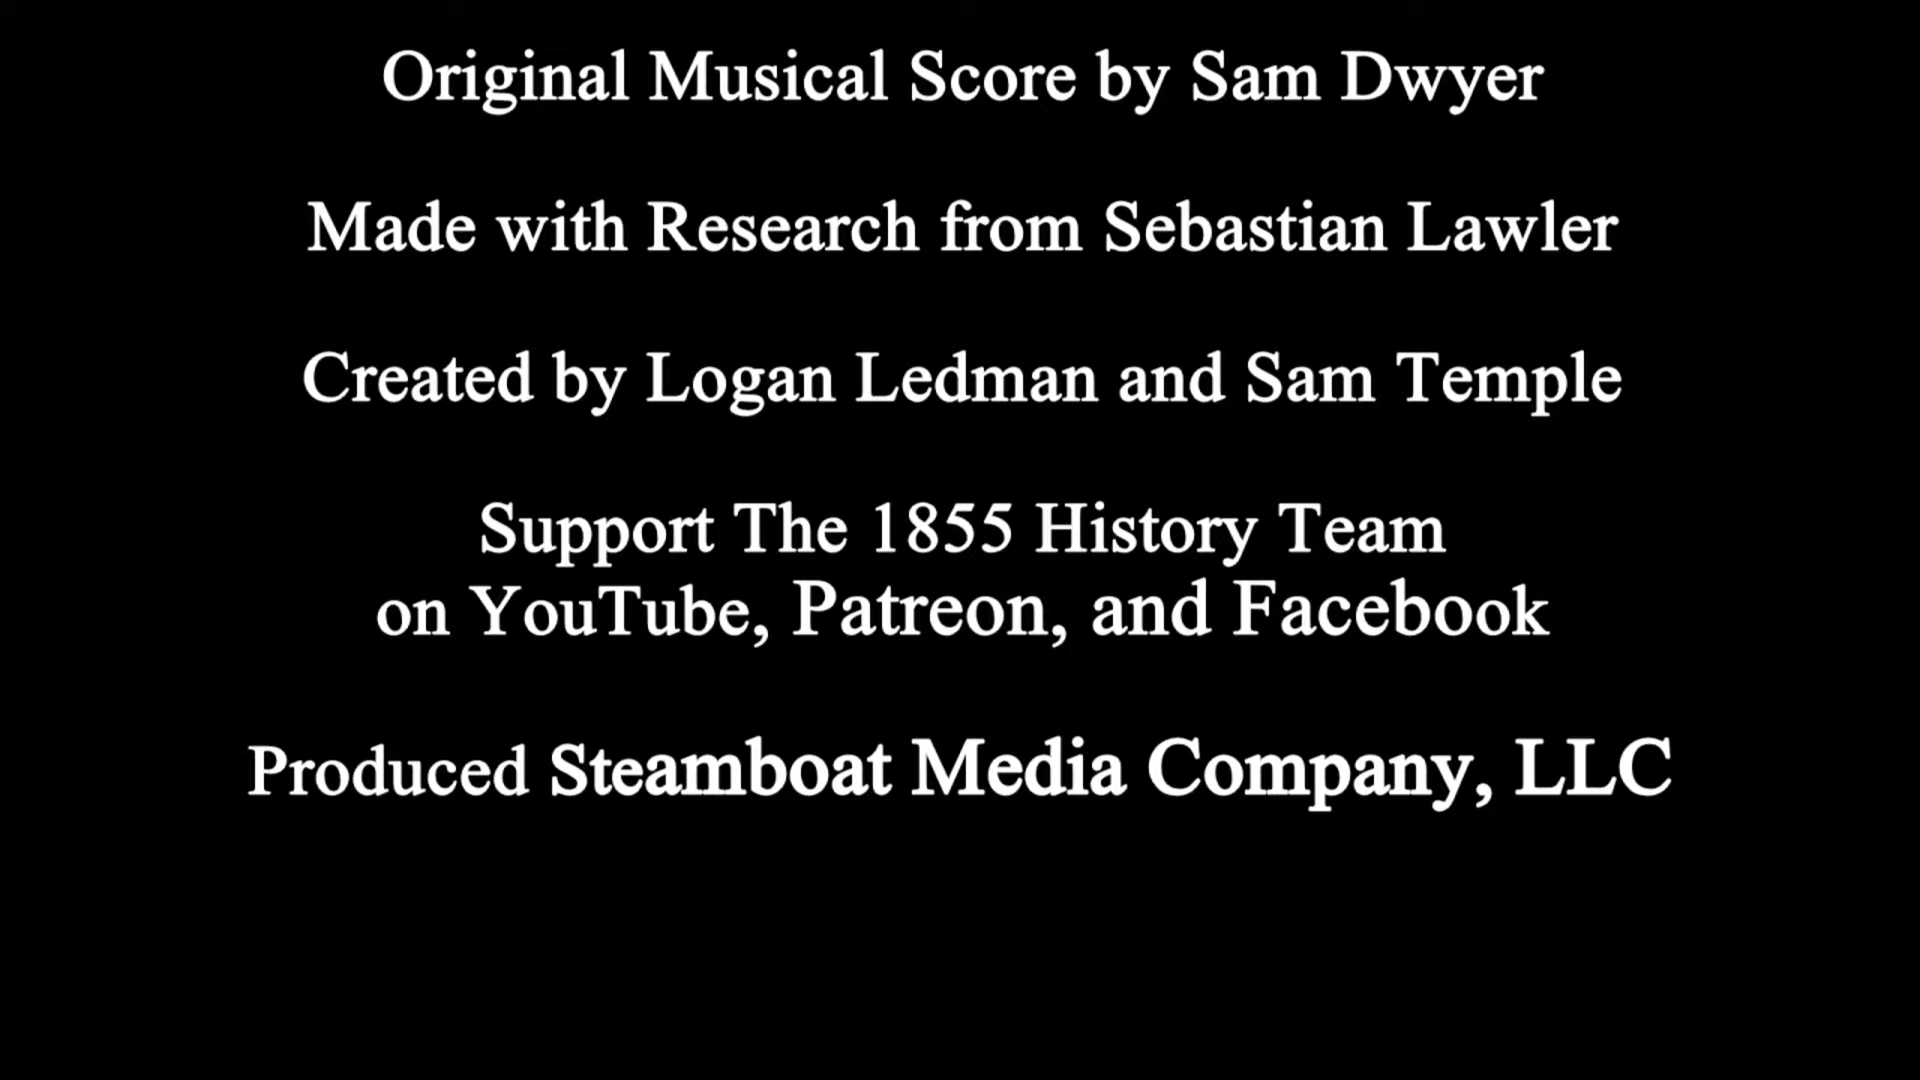 Original Musical Score by Sam Dwyer
Made with Research from Sebastian Lawler
Created by Logan Ledman and Sam Temple
Support The 1855 History Team
on YouTube, Patreon, and Facebook
Produced Steamboat Media Company, LLC